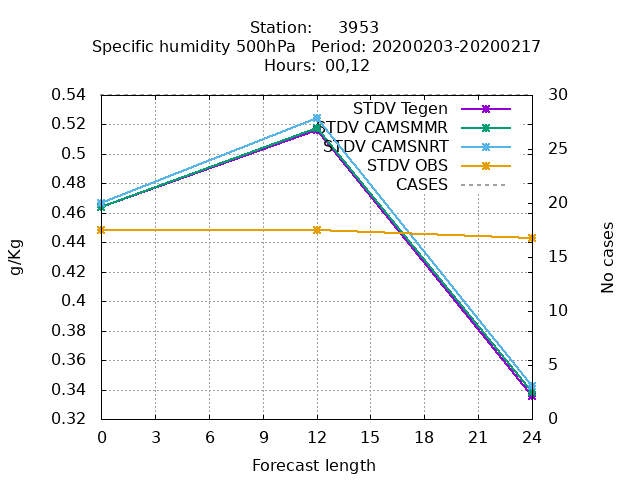 Station: 3953
Specific humidity 500hPa Period: 20200203-20200217
Hours: 00,12
0.54
0.52
0.5
0.48
0.46
0.44
0.42
0.4
0.38
0.36
0.34
0.32
g/Kg
STDV Tegen
STDV CAMSMMR
STDV CAMSNRT
STDV OBS
CASES
30
25
20
15
10
5
0
No cases
0 3 6 9 12 15 18 21 24
Forecast length